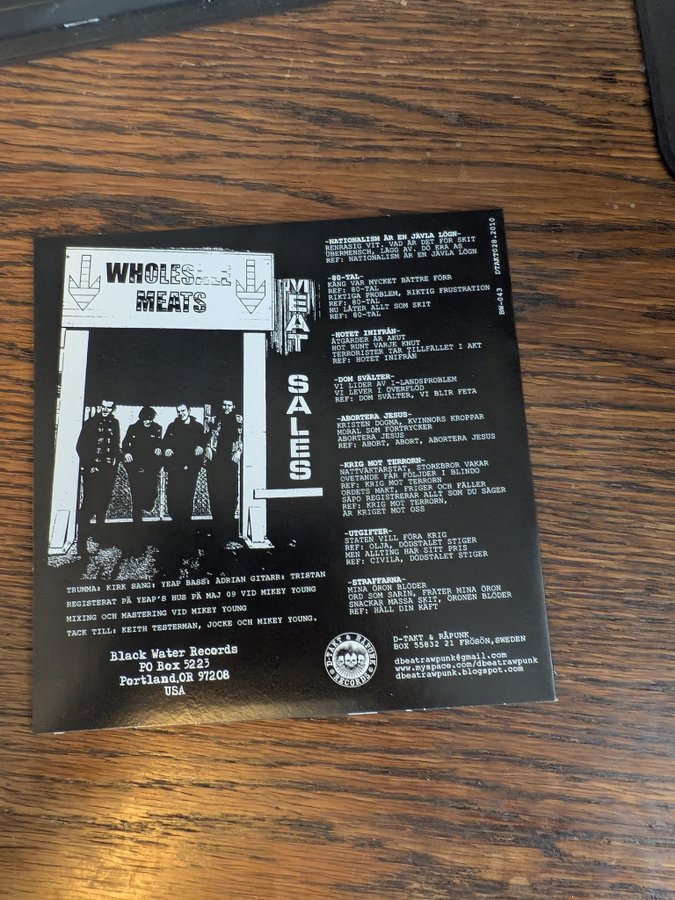 WHOLESALE
MEATS
MEAT SALES
TRUMMA: KIRK SANG: YEAP BASS: ADRIAN GITARR: TRISTAN
REGISTRERAT PÅ YEAP'S HUS PÅ MAJ 09 VID MIKEY YOUNG
MIXING OCH MASTERING VID MIKEY YOUNG
TACK TILL: KEITH TESTERMAN, JOCKE OCH MIKEY YOUNG.
Black Water Records
PO Box 5223
Portland,OR 97208
USA
-NATIONALISM ÄR EN JÄVLA LÖGN-
RENRASIG VIT, VAD ÄR DET FÖR SKIT
ÜBERMENSCH, LÄGG AV. DO ERA AS
REF: NATIONALISM ÄR EN JÄVLA LÖGN
-80-TAL-
KÄNG VAR MYCKET BÄTTRE FÖRR
REF: 80-TAL
RIKTIGA PROBLEM, RIKTIG FRUSTRATION
REF: 80-TAL
NU LÅTER ALLT SOM SKIT
REF: 80-TAL
-HOTET INIFRÅN-
ÅTGÄRDER ÄR AKUT
HOT RUNT VARJE KNUT
TERRORISTER TAR TILLFÄLLET I AKT
REF: HOTET INIFRÅN
-DOM SVÄLTER-
VI LIDER AV I-LANDSPROBLEM
VI LEVER I ÖVERFLÖD
REF: DOM SVÄLTER, VI BLIR FETA
-ABORTERA JESUS-
KRISTEN DOGMA, KVINNORS KROPPAR
MORAL SOM FÖRTRYCKER
ABORTERA JESUS
REF: ABORT, ABORT, ABORTERA JESUS
-KRIG MOT TERRORN-
NATTVÄKTARSTAT, STOREBROR VAKAR
OVETANDE FÅR FÖLJDER I BLINDO
REF: KRIG MOT TERRORN
ORDETS MAKT, FRIGER OCH FÄLLER
SÄPO REGISTRERAR ALLT SOM DU SÄGER
REF: KRIG MOT TERRORN,
ÄR KRIGET MOT OSS
-UTGIFTER-
STATEN VILL FÖRA KRIG
REF: OLJA, DÖDSTALET STIGER
MEN ALLTING HAR SITT PRIS
REF: CIVILA, DÖDSTALET STIGER
-STRAFFARNA-
MINA ÖRON BLÖDER
ORD SOM SARIN, FRÄTER MINA ÖRON
SNACKAR MASSA SKIT, ÖRONEN BLÖDER
REF: HÅLL DIN KÄFT
D-TAKT & RÅPUNK
RECORDS
D-TAKT & RÅPUNK
BOX 55832 21 FRÖSÖN,SWEDEN
dbeatrawpunk@gmail.com
www.myspace.com/dbeatrawpunk
dbeatrawpunk.blogspot.com
BW-043
DTAKT028.2010